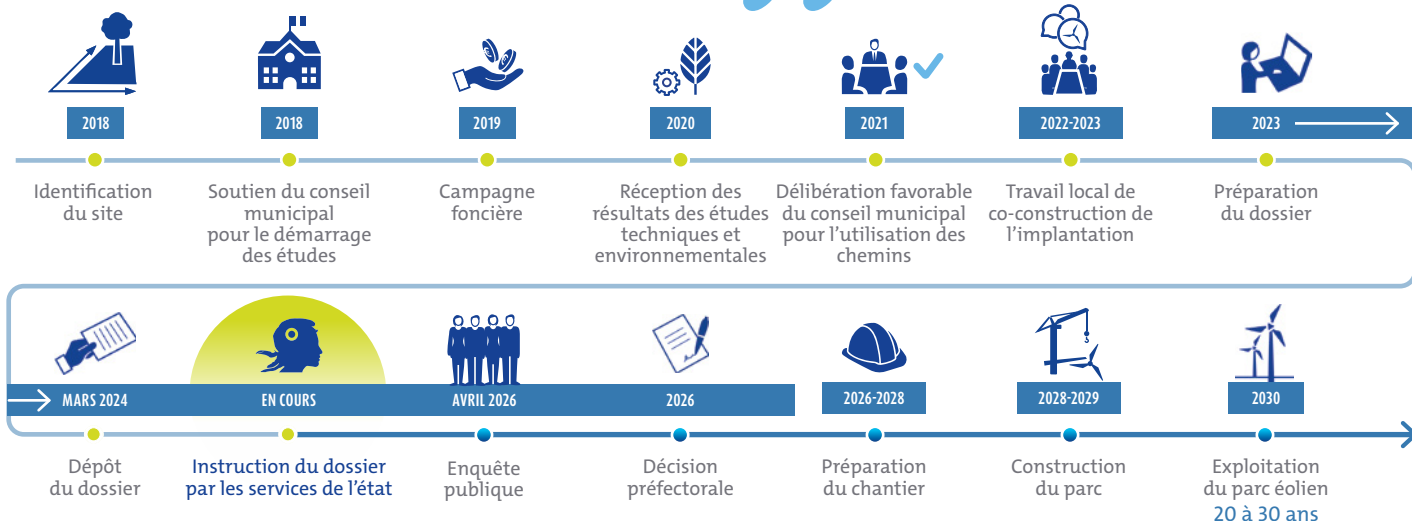 2018
2018
2019
2020
2021
2022-2023
2023
Identification
du site
Soutien du conseil
municipal
pour le démarrage
des études
Campagne
foncière
Réception des
résultats des études
techniques et
environnementales
Délibération favorable
du conseil municipal
pour l'utilisation des
chemins
Travail local de
co-construction de
l'implantation
Préparation
du dossier
MARS 2024
EN COURS
AVRIL 2026
2026
2026-2028
2028-2029
2030
Dépôt
du dossier
Instruction du dossier
par les services de l'état
Enquête
publique
Décision
préfectorale
Préparation
du chantier
Construction
du parc
Exploitation
du parc éolien
20 à 30 ans